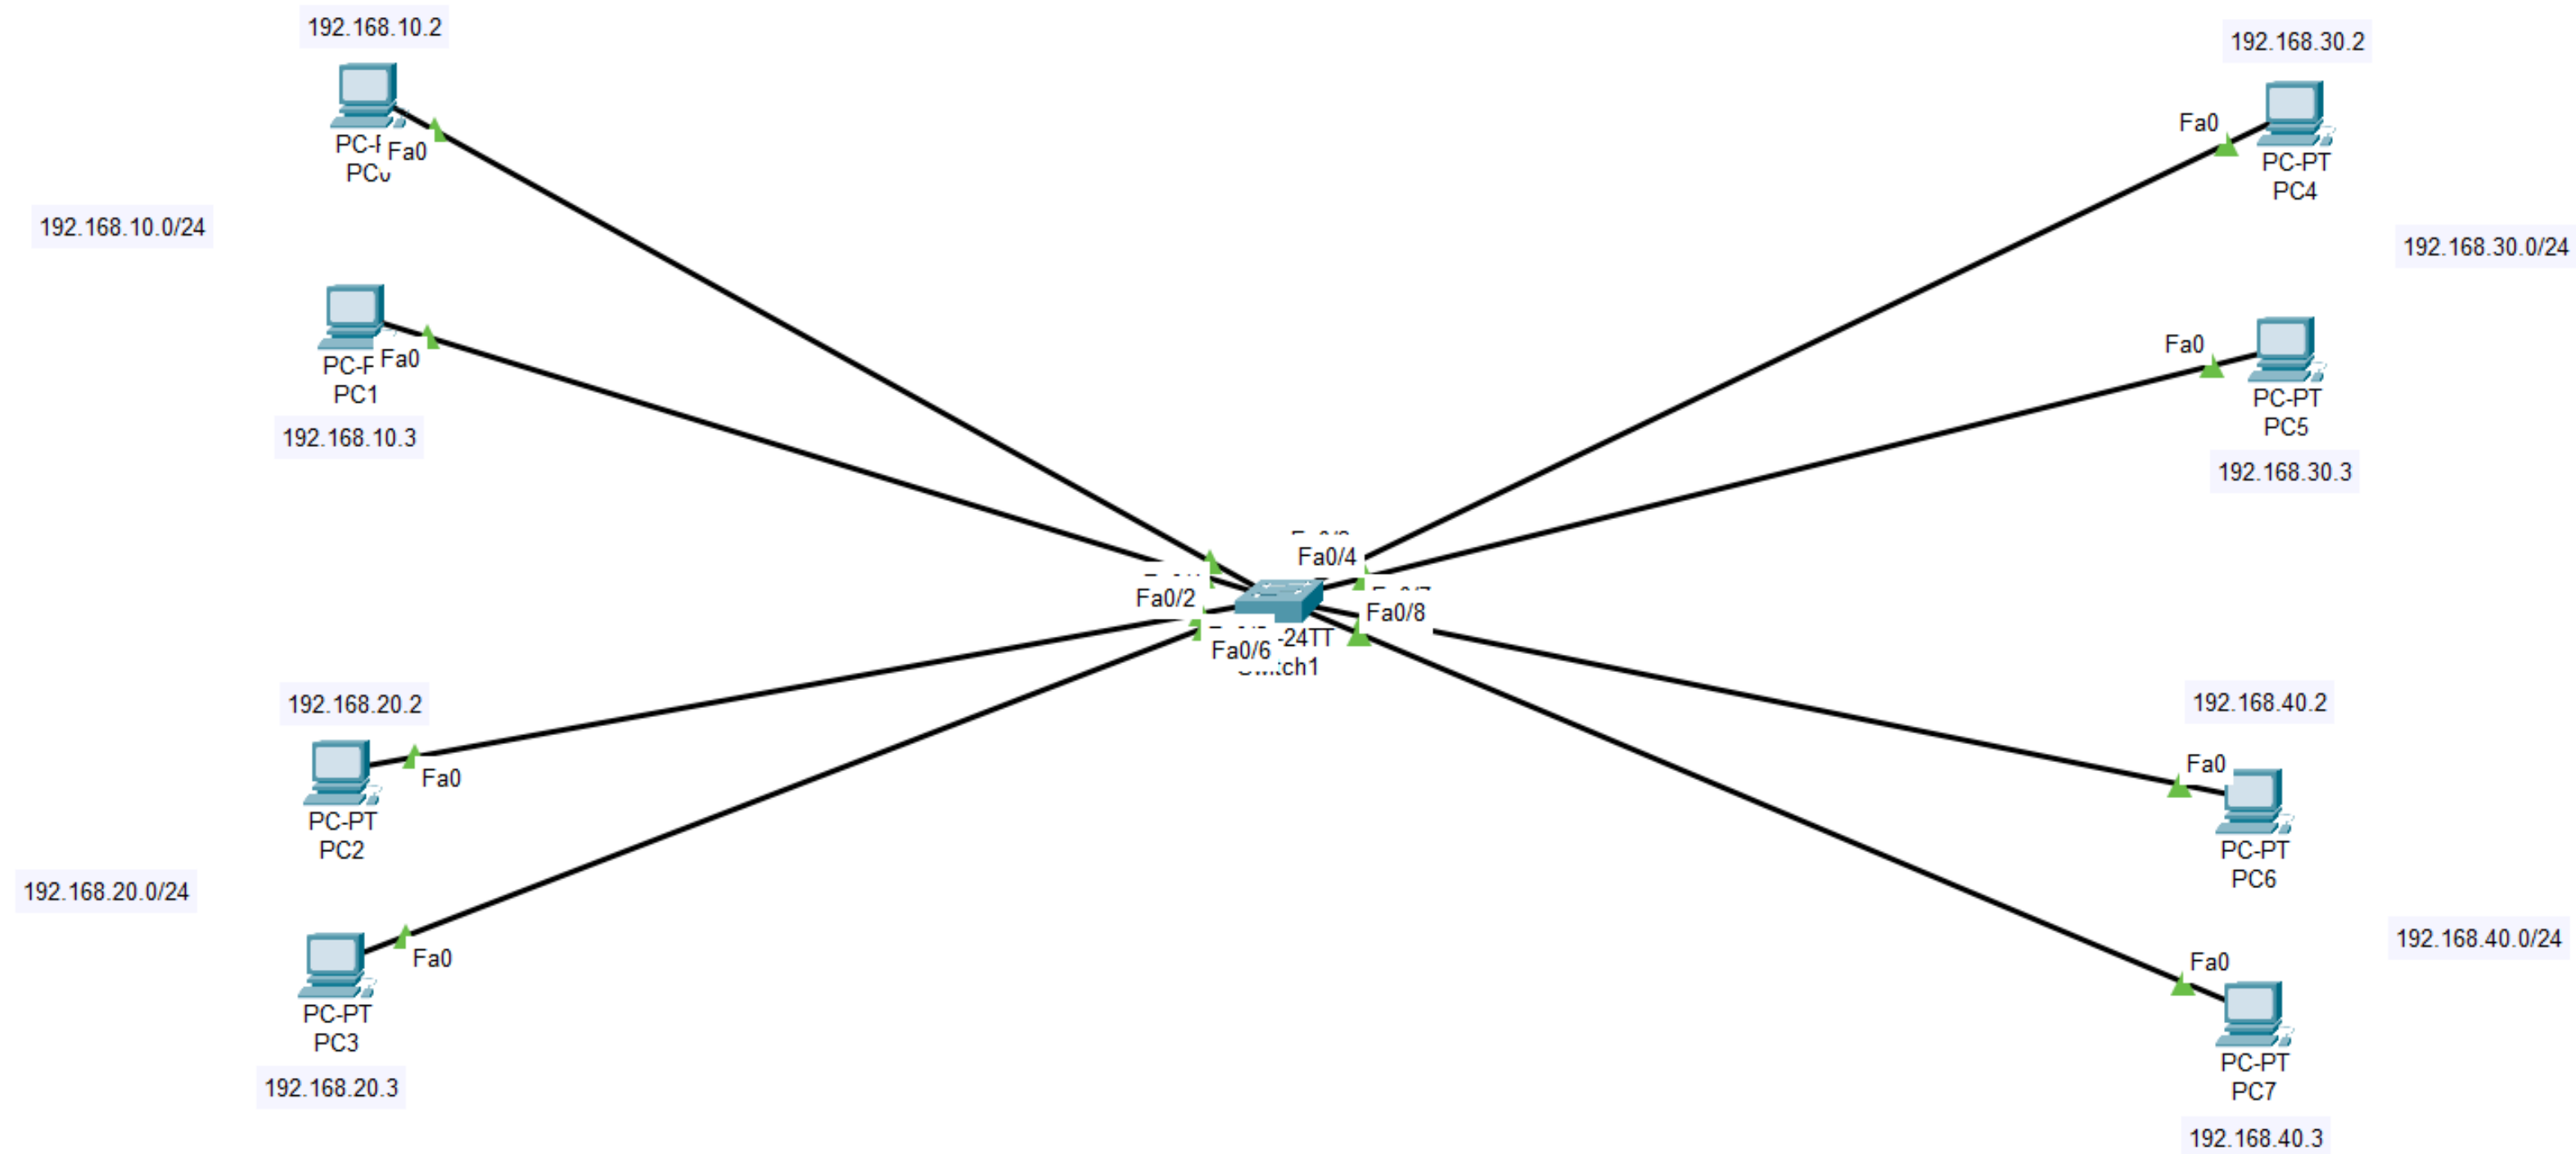 192.168.10.2
Fa0
192.168.10.0/24
Fa0
PC1
192.168.10.3
192.168.30.2
Fa0
PC-PT
PC4
192.168.30.0/24
Fa0
PC-PT
PC5
192.168.30.3
Fa0/4
Fa0/2
Fa0/8
-24TT
Fa0/6
192.168.20.2
Fa0
PC-PT
PC2
192.168.20.0/24
Fa0
PC-PT
PC3
192.168.20.3
192.168.40.2
Fa0
PC-PT
PC6
192.168.40.0/24
Fa0
PC-PT
PC7
192.168.40.3